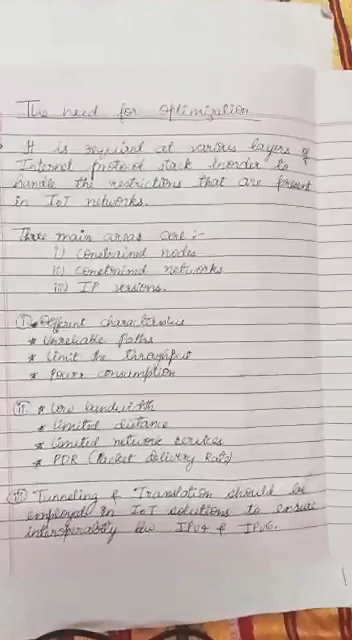 The need for optimization
It is required at various layers of
Internet protocol stack inorder to
handle the restrictions that are present
in IoT networks.
Three main areas are :-
i) constrained nodes
ii) constrained networks
iii) IP versions.
(i) * Different characteristics
* Unreliable paths
* Limit the throughput
* Power consumption
(ii) * Low bandwidth
* Limited distance
* Limited network services
* PDR (Packet Delivery Rate)
(iii) Tunneling & Translation should be
employed in IoT solutions to ensure
interoperability b/w IPv4 & IPv6.